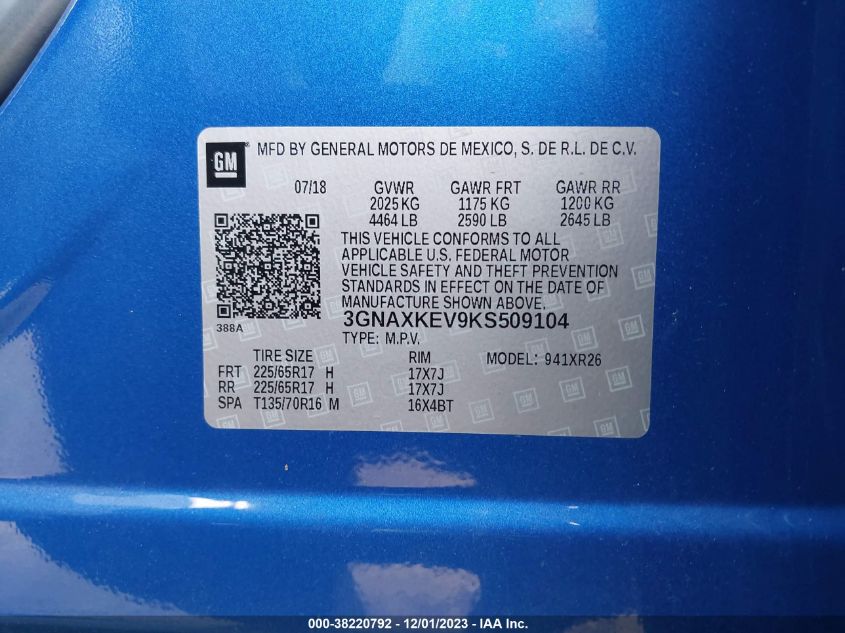 GM ® MFD BY GENERAL MOTORS DE MEXICO, S. DE R.L. DE C.V.
07/18 GVWR GAWR FRT GAWR RR
2025 KG 1175 KG 1200 KG
4464 LB 2590 LB 2645 LB
THIS VEHICLE CONFORMS TO ALL
APPLICABLE U.S. FEDERAL MOTOR
VEHICLE SAFETY AND THEFT PREVENTION
STANDARDS IN EFFECT ON THE DATE OF
MANUFACTURE SHOWN ABOVE.
388A 3GNAXKEV9KS509104
TYPE: M.P.V.
TIRE SIZE RIM MODEL: 941XR26
FRT 225/65R17 H 17X7J
RR 225/65R17 H 17X7J
SPA T135/70R16 M 16X4BT
000-38220792 - 12/01/2023 - IAA Inc.